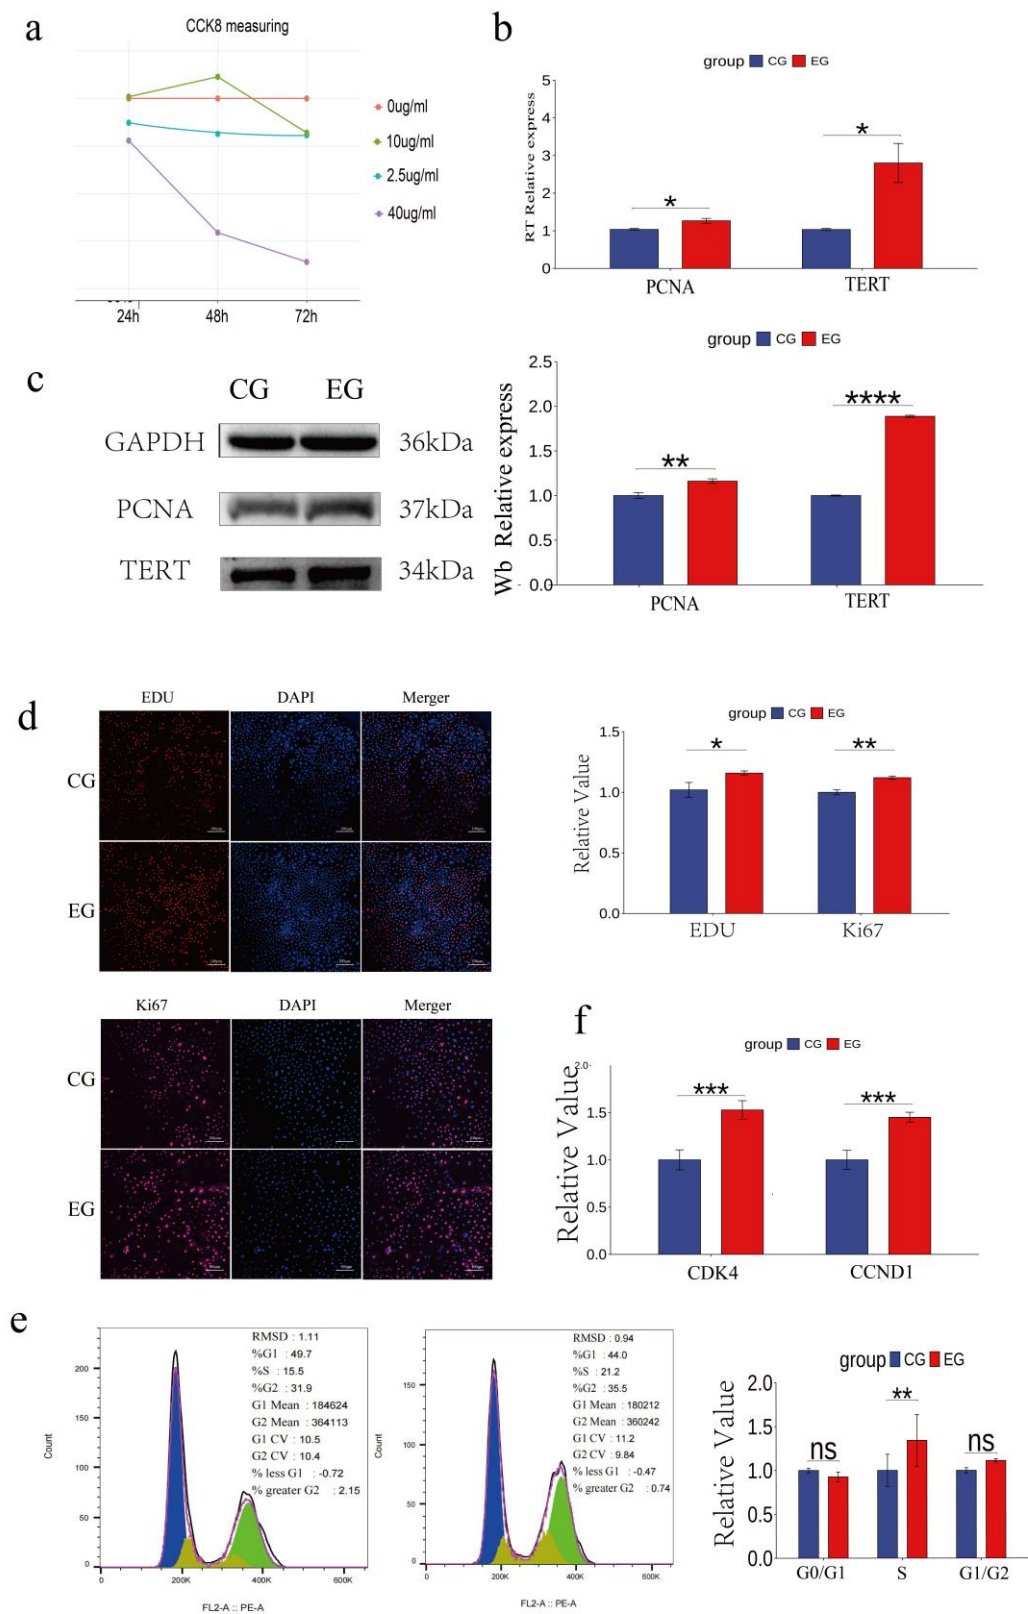 a
CCK8 measuring
0ug/ml
10ug/ml
2.5ug/ml
40ug/ml
24h 48h 72h
b
group CG EG
RT Relative express
5
4
3
2
1
0
* *
PCNA TERT
c
CG EG
GAPDH 36kDa
PCNA 37kDa
TERT 34kDa
group CG EG
Wb Relative express
2.5
2.0
1.5
1.0
0.5
0.0
** ****
PCNA TERT
d
EDU DAPI Merger
CG
EG
Ki67 DAPI Merger
CG
EG
group CG EG
Relative Value
1.5
1.0
0.5
0.0
* **
EDU Ki67
f
group CG EG
Relative Value
2.0
1.5
1.0
0.5
0.0
*** ***
CDK4 CCND1
e
RMSD : 1.11
%G1 : 49.7
%S : 15.5
%G2 : 31.9
G1 Mean : 184624
G2 Mean : 364113
G1 CV : 10.5
G2 CV : 10.4
% less G1 : -0.72
% greater G2 : 2.15
Count
200
150
100
50
0
0 200K 400K 600K
FL2-A :: PE-A
RMSD : 0.94
%G1 : 44.0
%S : 21.2
%G2 : 35.5
G1 Mean : 180212
G2 Mean : 360242
G1 CV : 11.2
G2 CV : 9.84
% less G1 : -0.47
% greater G2 : 0.74
Count
150
100
50
0
0 200K 400K 600K
FL2-A :: PE-A
group CG EG
Relative Value
2.0
1.5
1.0
0.5
0.0
ns ** ns
G0/G1 S G1/G2